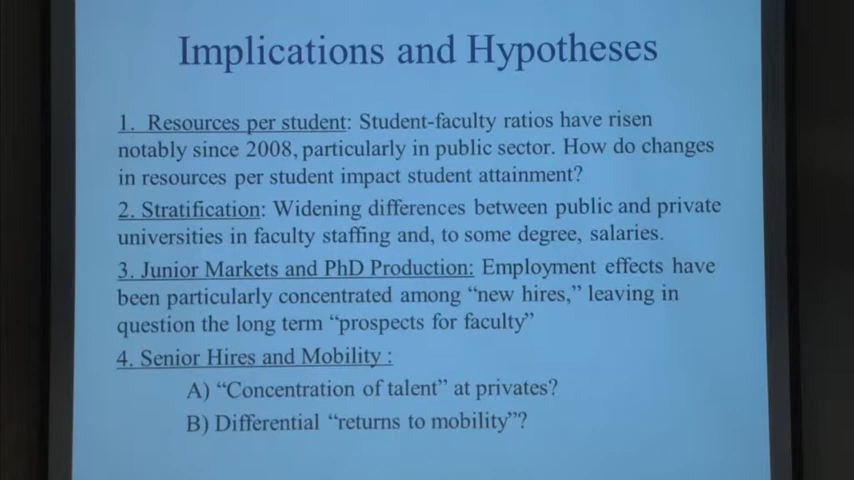 Implications and Hypotheses
1. Resources per student: Student-faculty ratios have risen
notably since 2008, particularly in public sector. How do changes
in resources per student impact student attainment?
2. Stratification: Widening differences between public and private
universities in faculty staffing and, to some degree, salaries.
3. Junior Markets and PhD Production: Employment effects have
been particularly concentrated among “new hires,” leaving in
question the long term “prospects for faculty”
4. Senior Hires and Mobility :
A) “Concentration of talent” at privates?
B) Differential “returns to mobility”?